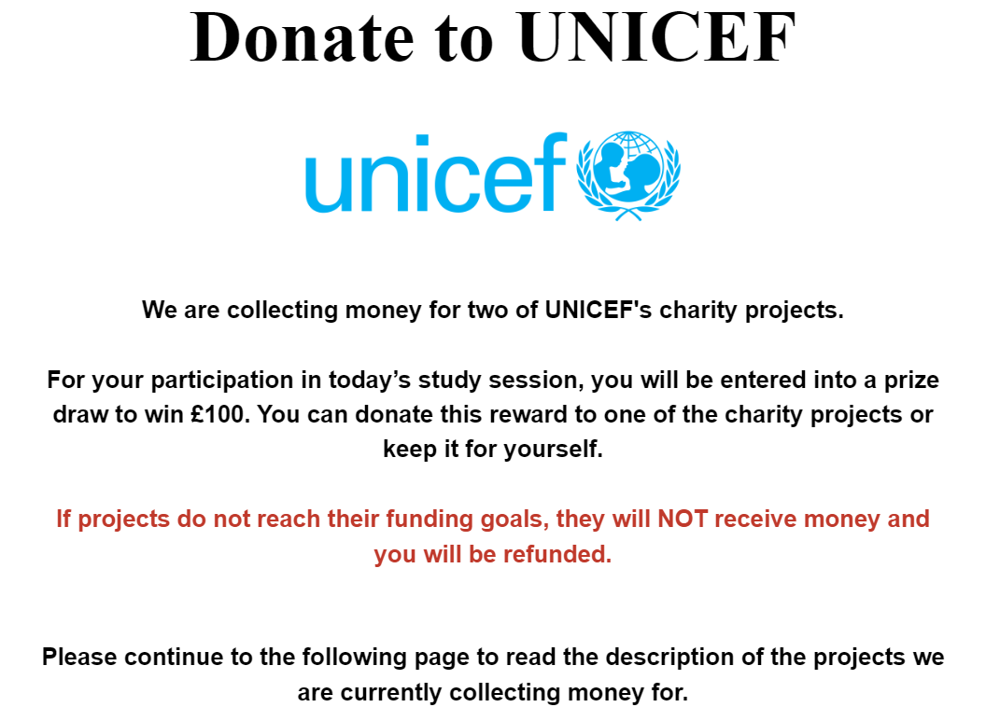 Donate to UNICEF
unicef
We are collecting money for two of UNICEF's charity projects.
For your participation in today’s study session, you will be entered into a prize
draw to win £100. You can donate this reward to one of the charity projects or
keep it for yourself.
If projects do not reach their funding goals, they will NOT receive money and
you will be refunded.
Please continue to the following page to read the description of the projects we
are currently collecting money for.